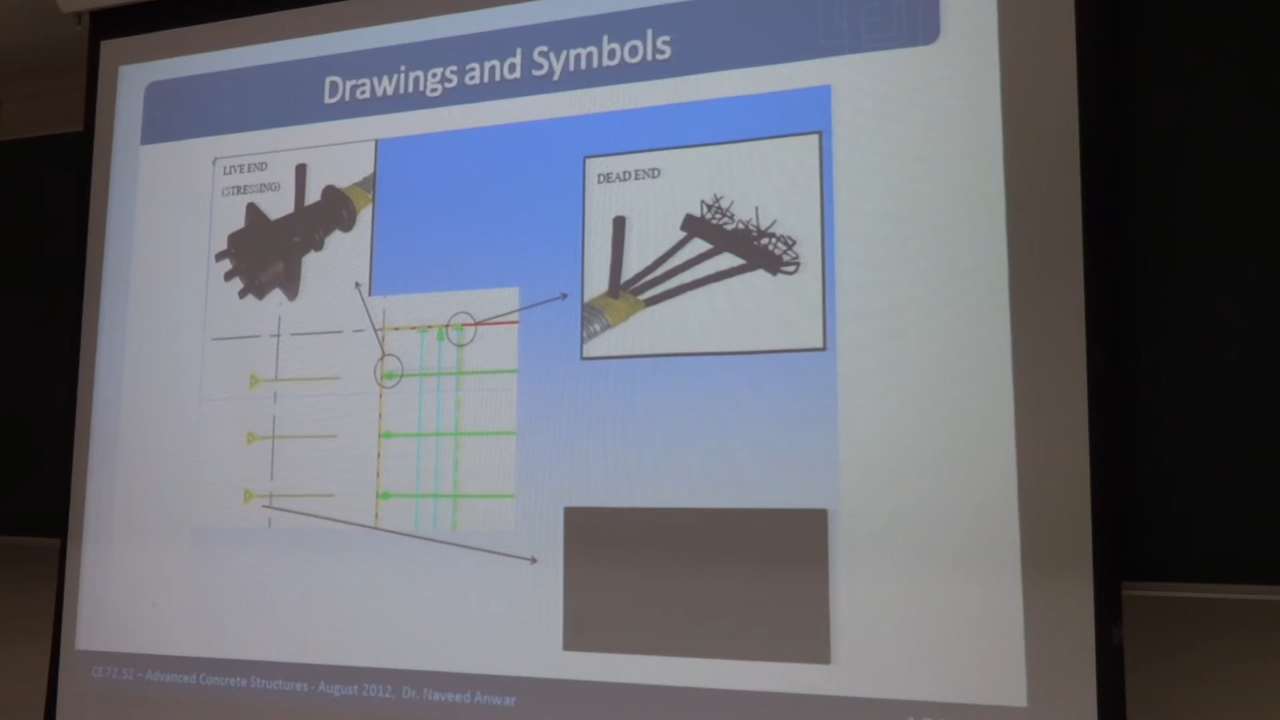 Drawings and Symbols
LIVE END
(STRESSING)
DEAD END
CE 72.52 – Advanced Concrete Structures - August 2012, Dr. Naveed Anwar